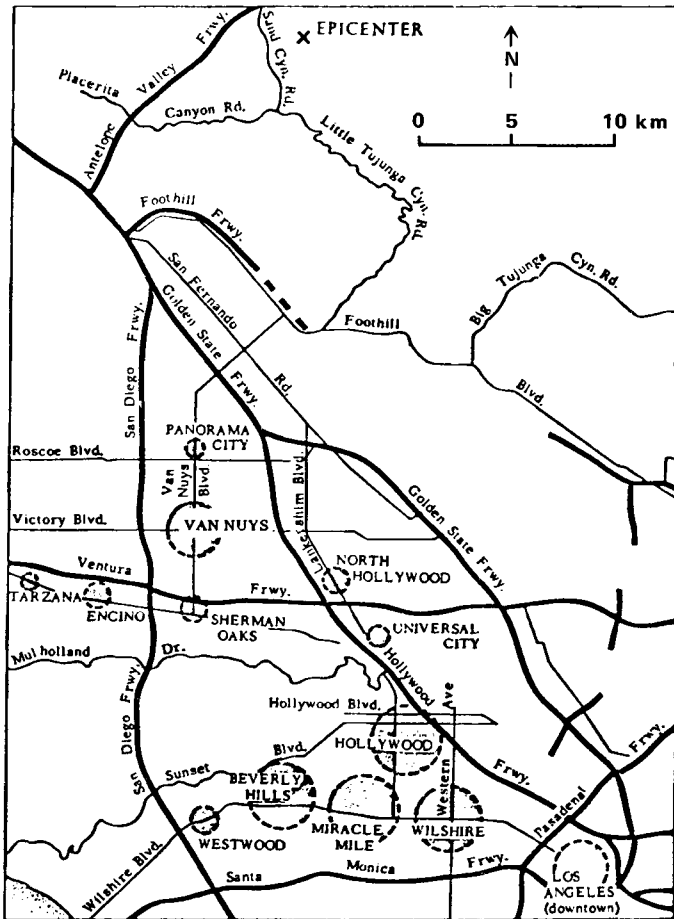 EPICENTER
N
0 5 10 km
Sand Cyn. Rd.
Antelope Valley Frwy.
Placerita
Canyon Rd.
Little Tujunga Cyn. Rd.
Foothill
Frwy.
San Fernando
Rd.
Golden State
Frwy.
Foothill
Blvd.
Big Tujunga Cyn. Rd.
San Diego Frwy.
PANORAMA
CITY
Roscoe Blvd.
Van
Nuys
Blvd.
Lankershim Blvd.
Golden State Frwy.
Victory Blvd.
VAN NUYS
Ventura
Frwy.
NORTH
HOLLYWOOD
TARZANA
ENCINO
SHERMAN
OAKS
UNIVERSAL
CITY
Mulholland
Dr.
Hollywood
Frwy.
San Diego Frwy.
Hollywood Blvd.
Western Ave
HOLLYWOOD
Sunset
Blvd.
BEVERLY
HILLS
WESTWOOD
MIRACLE
MILE
WILSHIRE
Pasadena
Frwy.
Wilshire Blvd.
Santa Monica Frwy.
LOS
ANGELES
(downtown)